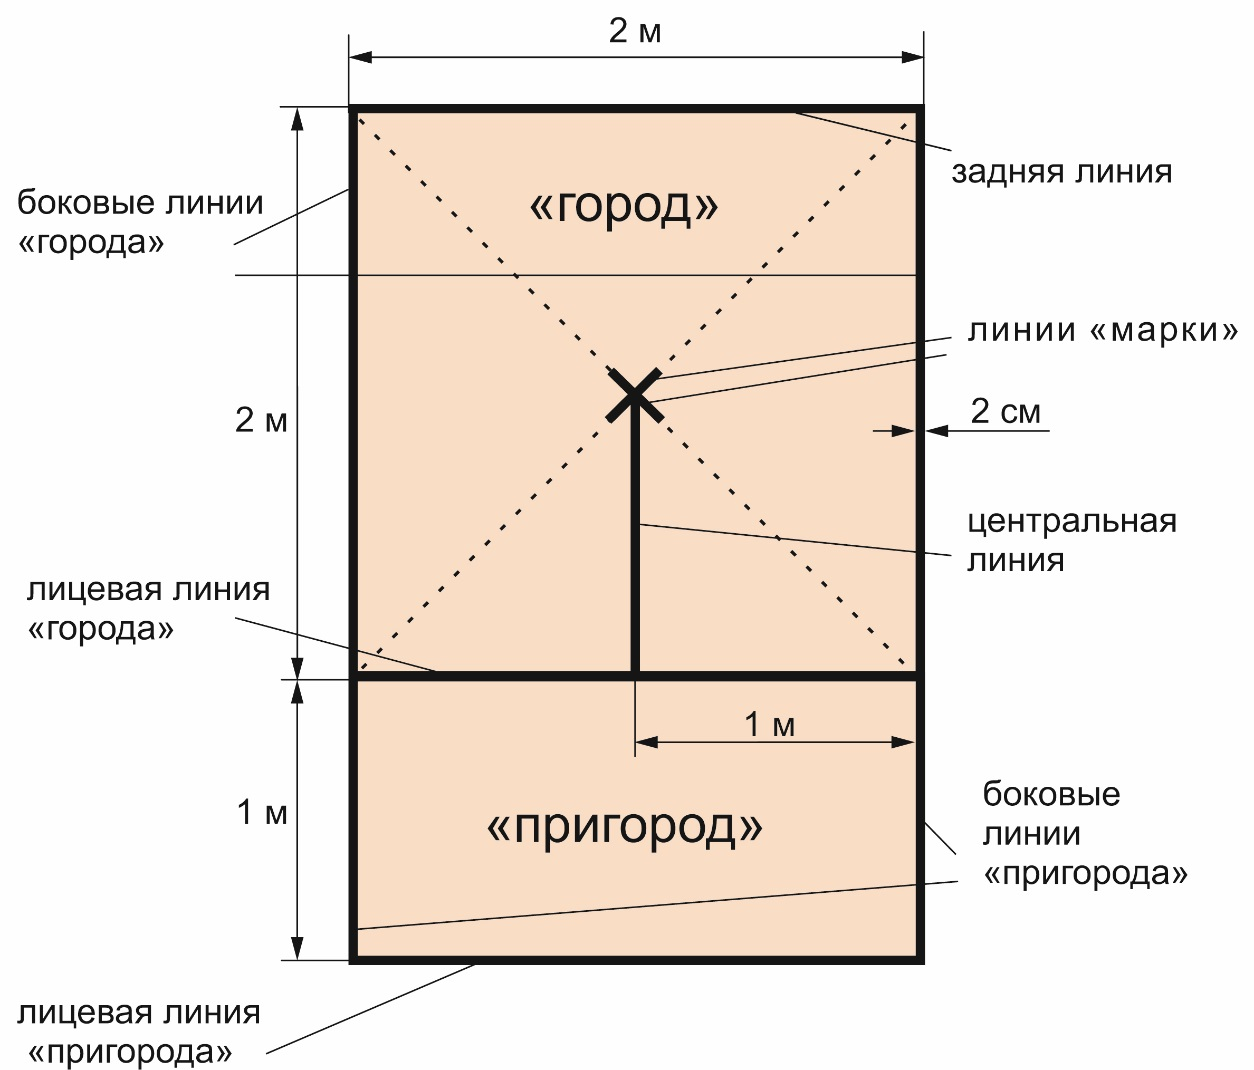 2 м
задняя линия
боковые линии
«города»
«город»
линии «марки»
2 м
2 см
центральная
линия
лицевая линия
«города»
1 м
1 м
«пригород»
боковые
линии
«пригорода»
лицевая линия
«пригорода»